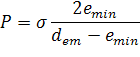 P = σ 2e_min / (d_em − e_min)